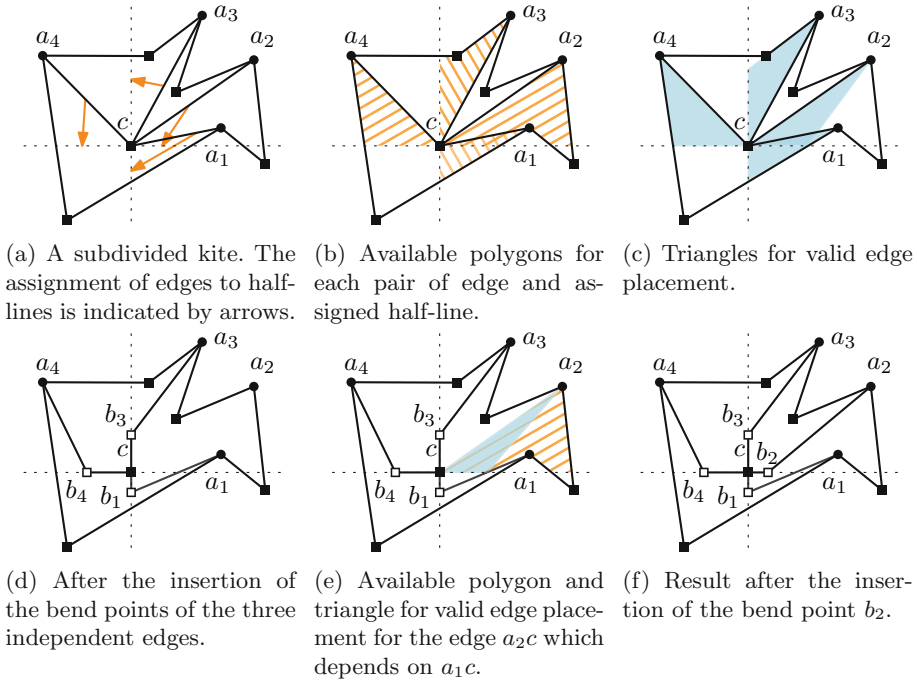 a₃
a₄ a₂
c
a₁
a₃
a₄ a₂
c
a₁
a₃
a₄ a₂
c
a₁
(a) A subdivided kite. The
assignment of edges to half-
lines is indicated by arrows.
(b) Available polygons for
each pair of edge and as-
signed half-line.
(c) Triangles for valid edge
placement.
a₃
a₄ a₂
b₃
c
b₄ b₁ a₁
a₃
a₄ a₂
b₃
c
b₄ b₁ a₁
a₃
a₄ a₂
b₃
c b₂
b₄ b₁ a₁
(d) After the insertion of
the bend points of the three
independent edges.
(e) Available polygon and
triangle for valid edge place-
ment for the edge a₂c which
depends on a₁c.
(f) Result after the inser-
tion of the bend point b₂.